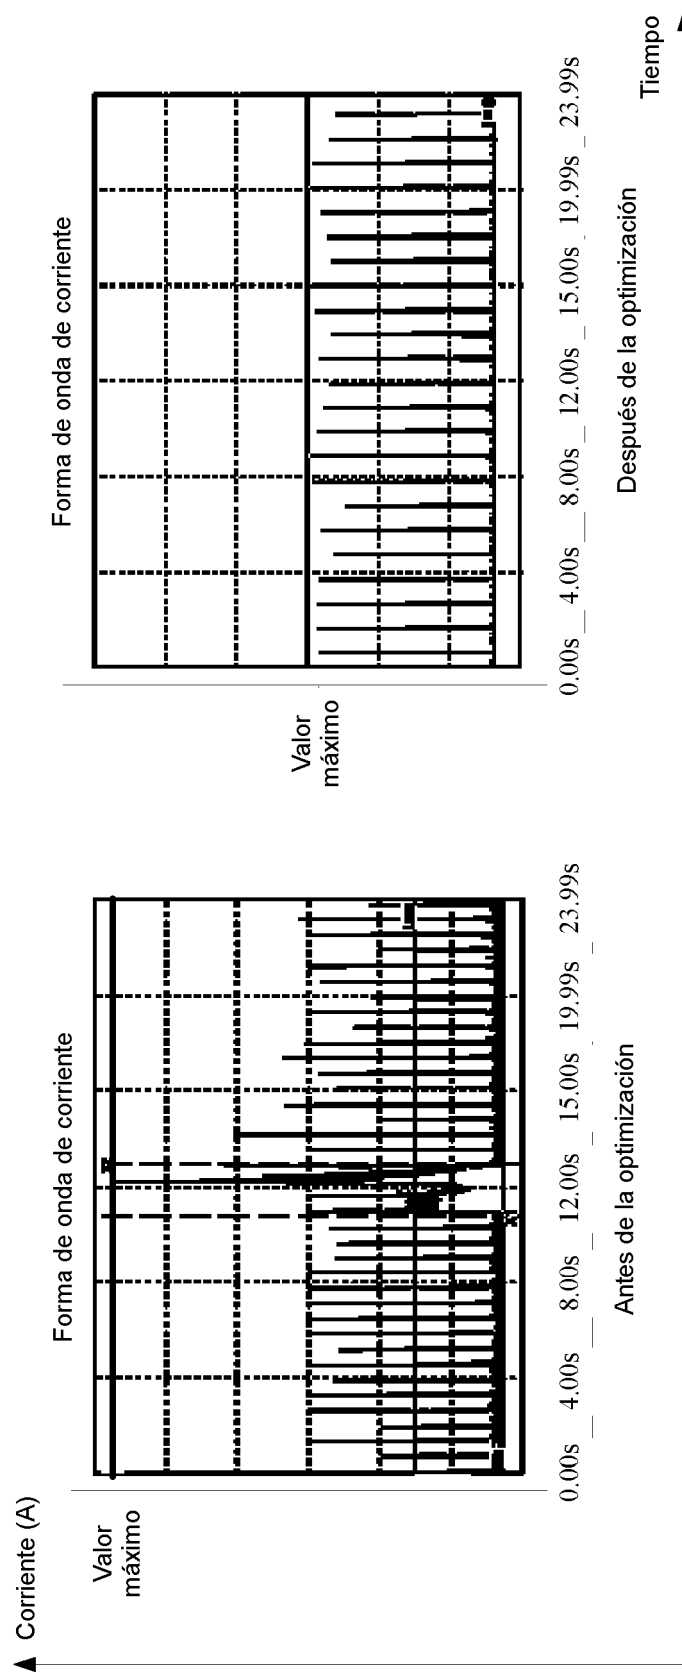 Corriente (A)
Forma de onda de corriente
Valor
máximo
0.00s
4.00s
8.00s
12.00s
15.00s
19.99s
23.99s
Antes de la optimización
Forma de onda de corriente
Valor
máximo
0.00s
4.00s
8.00s
12.00s
15.00s
19.99s
23.99s
Después de la optimización
Tiempo